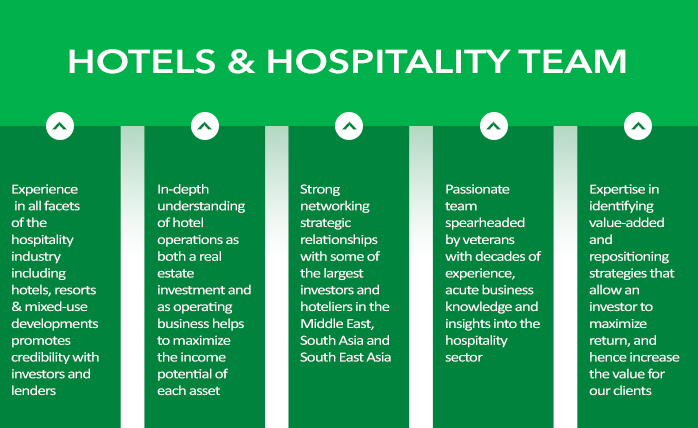 HOTELS & HOSPITALITY TEAM
Experience
in all facets
of the
hospitality
industry
including
hotels, resorts
& mixed-use
developments
promotes
credibility with
investors and
lenders
In-depth
understanding
of hotel
operations as
both a real
estate
investment and
as operating
business helps
to maximize
the income
potential of
each asset
Strong
networking
strategic
relationships
with some of
the largest
investors and
hoteliers in the
Middle East,
South Asia and
South East Asia
Passionate
team
spearheaded
by veterans
with decades of
experience,
acute business
knowledge and
insights into the
hospitality
sector
Expertise in
identifying
value-added
and
repositioning
strategies that
allow an
investor to
maximize
return, and
hence increase
the value for
our clients